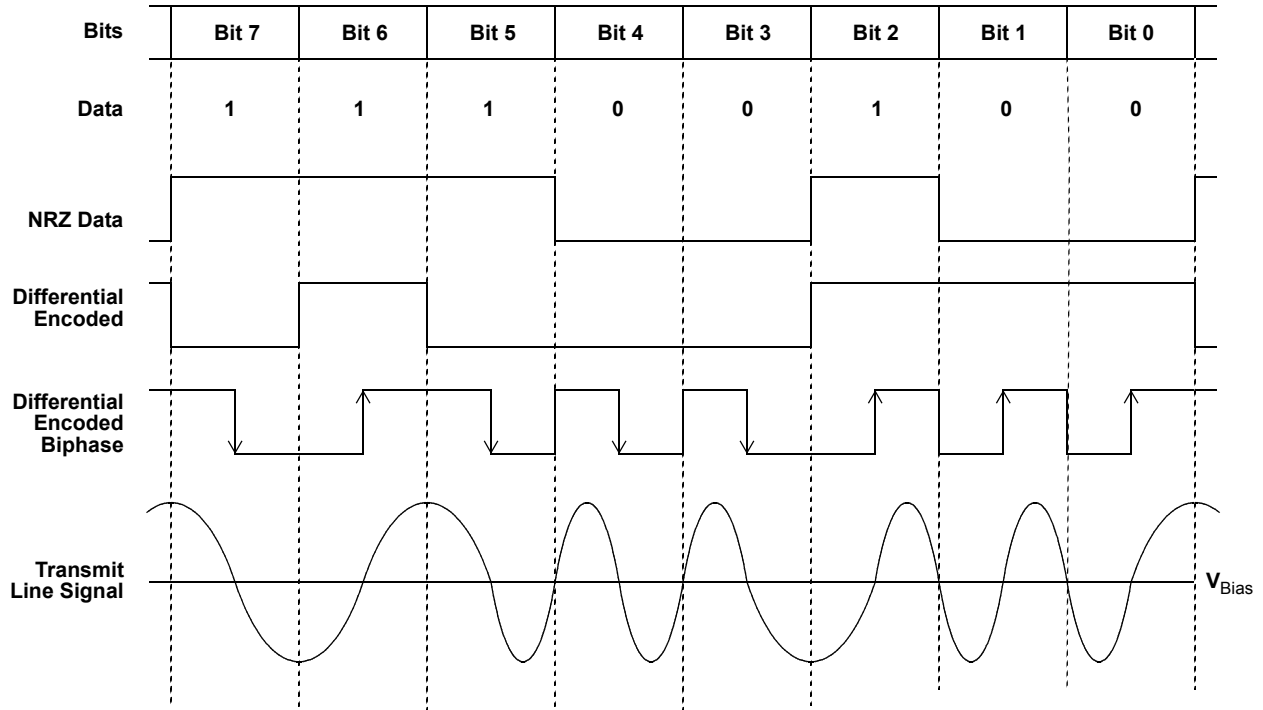 Bits Bit 7 Bit 6 Bit 5 Bit 4 Bit 3 Bit 2 Bit 1 Bit 0
Data 1 1 1 0 0 1 0 0
NRZ Data
Differential
Encoded
Differential
Encoded
Biphase
Transmit
Line Signal
VBias